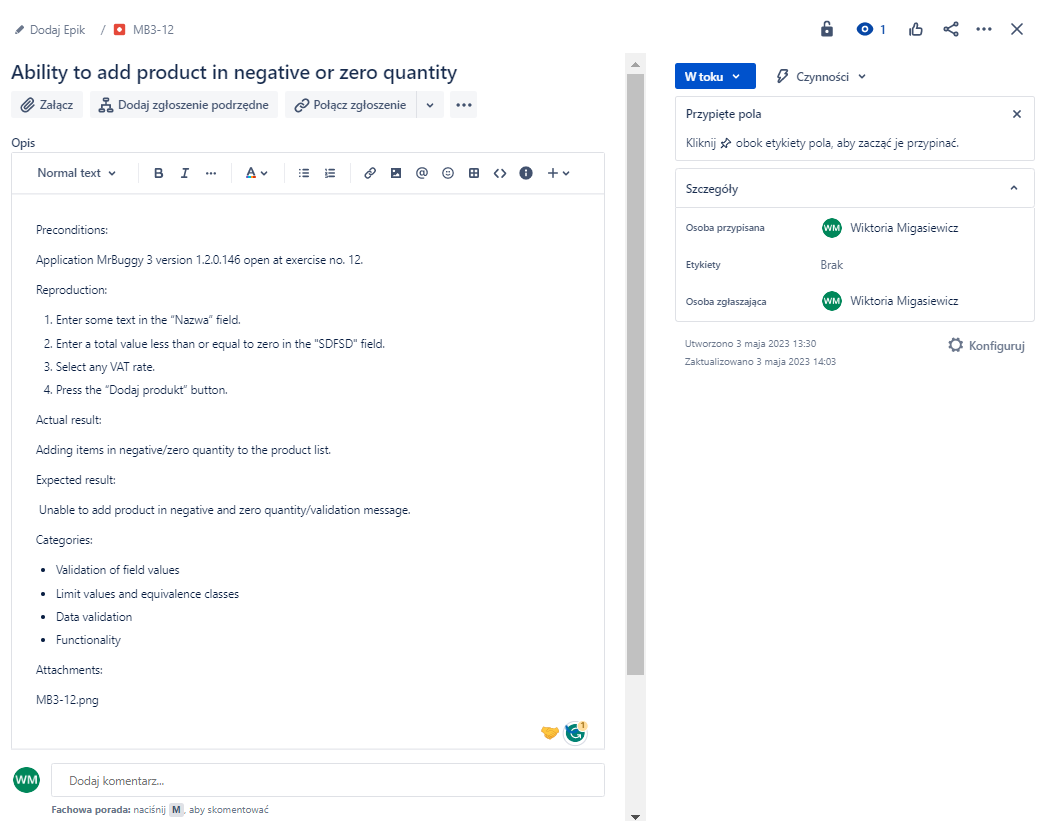 Dodaj Epik / MB3-12
1
Ability to add product in negative or zero quantity
Załącz
Dodaj zgłoszenie podrzędne
Połącz zgłoszenie
Opis
Normal text
B I A @ <> +
Preconditions:
Application MrBuggy 3 version 1.2.0.146 open at exercise no. 12.
Reproduction:
1. Enter some text in the “Nazwa” field.
2. Enter a total value less than or equal to zero in the "SDFSD" field.
3. Select any VAT rate.
4. Press the “Dodaj produkt” button.
Actual result:
Adding items in negative/zero quantity to the product list.
Expected result:
Unable to add product in negative and zero quantity/validation message.
Categories:
• Validation of field values
• Limit values and equivalence classes
• Data validation
• Functionality
Attachments:
MB3-12.png
1
WM
Dodaj komentarz...
Fachowa porada: naciśnij M, aby skomentować
W toku
Czynności
Przypięte pola
Kliknij obok etykiety pola, aby zacząć je przypinać.
Szczegóły
Osoba przypisana
WM Wiktoria Migasiewicz
Etykiety
Brak
Osoba zgłaszająca
WM Wiktoria Migasiewicz
Utworzono 3 maja 2023 13:30
Zaktualizowano 3 maja 2023 14:03
Konfiguruj